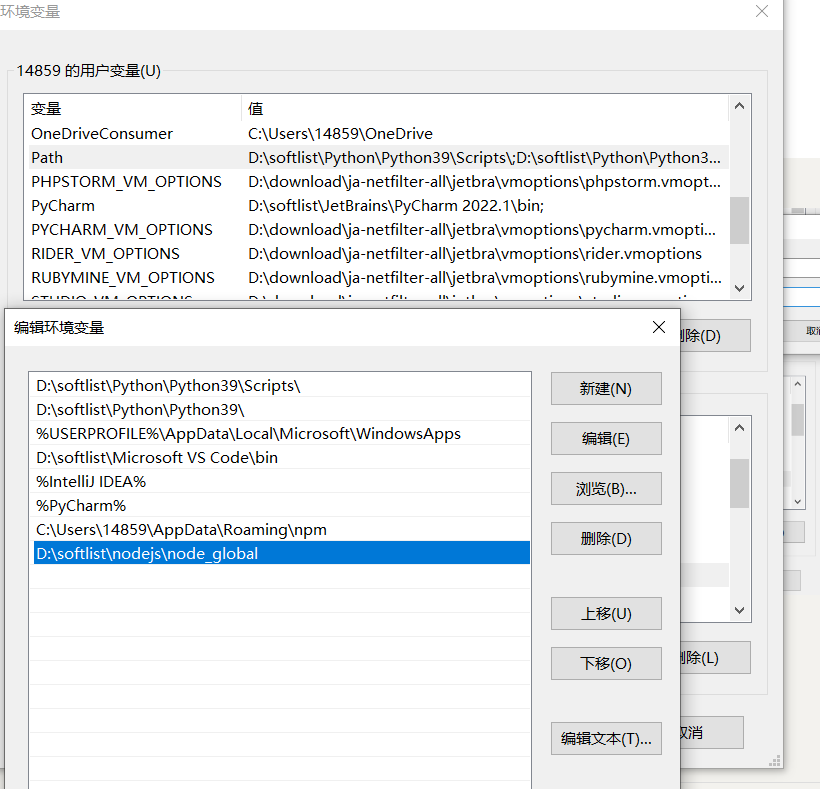 环境变量
14859 的用户变量(U)
变量 值
OneDriveConsumer C:\Users\14859\OneDrive
Path D:\softlist\Python\Python39\Scripts\;D:\softlist\Python\Python3...
PHPSTORM_VM_OPTIONS D:\download\ja-netfilter-all\jetbra\vmoptions\phpstorm.vmopt...
PyCharm D:\softlist\JetBrains\PyCharm 2022.1\bin;
PYCHARM_VM_OPTIONS D:\download\ja-netfilter-all\jetbra\vmoptions\pycharm.vmopti...
RIDER_VM_OPTIONS D:\download\ja-netfilter-all\jetbra\vmoptions\rider.vmoptions
RUBYMINE_VM_OPTIONS D:\download\ja-netfilter-all\jetbra\vmoptions\rubymine.vmopti...
编辑环境变量
删除(D)
D:\softlist\Python\Python39\Scripts\
D:\softlist\Python\Python39\
%USERPROFILE%\AppData\Local\Microsoft\WindowsApps
D:\softlist\Microsoft VS Code\bin
%IntelliJ IDEA%
%PyCharm%
C:\Users\14859\AppData\Roaming\npm
D:\softlist\nodejs\node_global
新建(N)
编辑(E)
浏览(B)...
删除(D)
上移(U)
下移(O)
编辑文本(T)...
删除(L)
取消